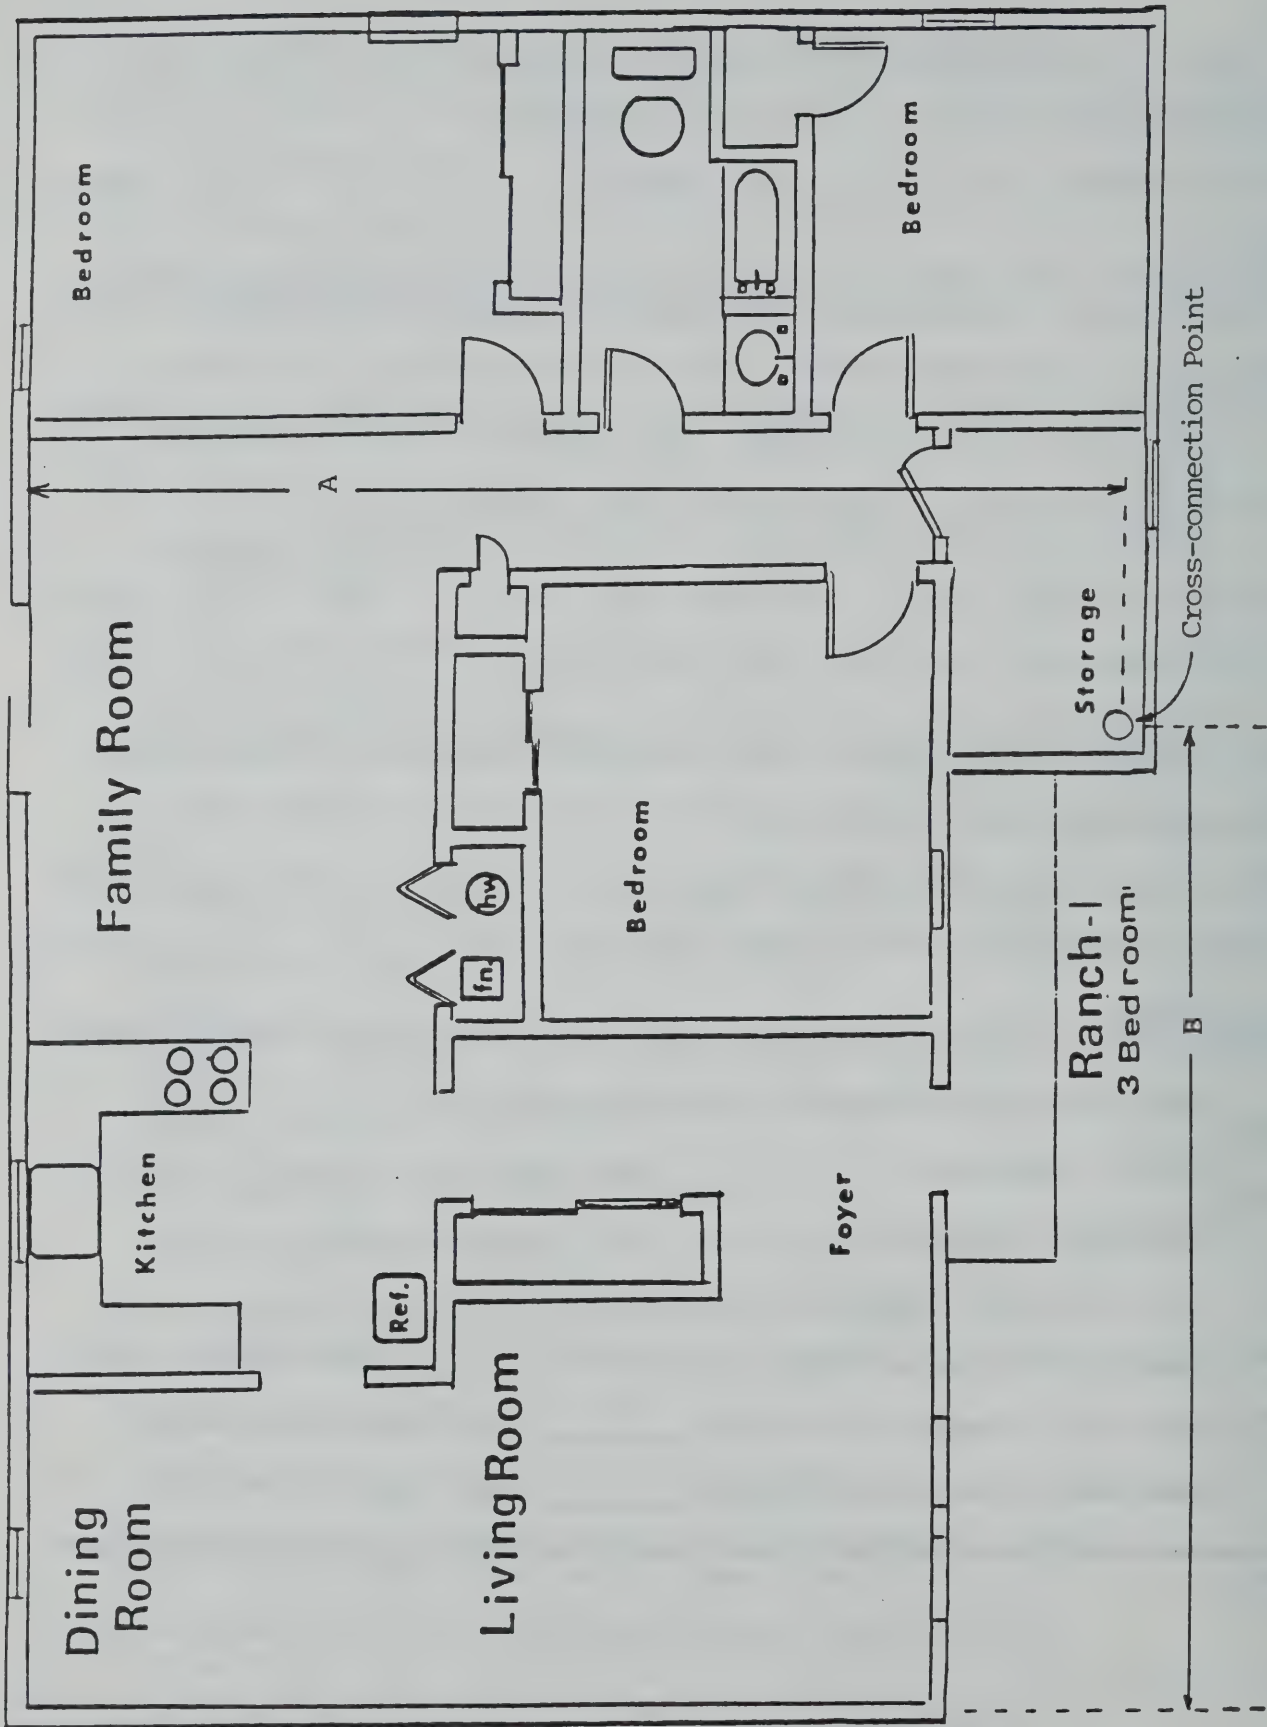 Dining
Room
Kitchen
Family Room
Bedroom
Ref.
fn.
hw
A
Living Room
Bedroom
Foyer
Bedroom
Storage
Ranch-1
3 Bedroom
B
Cross-connection Point